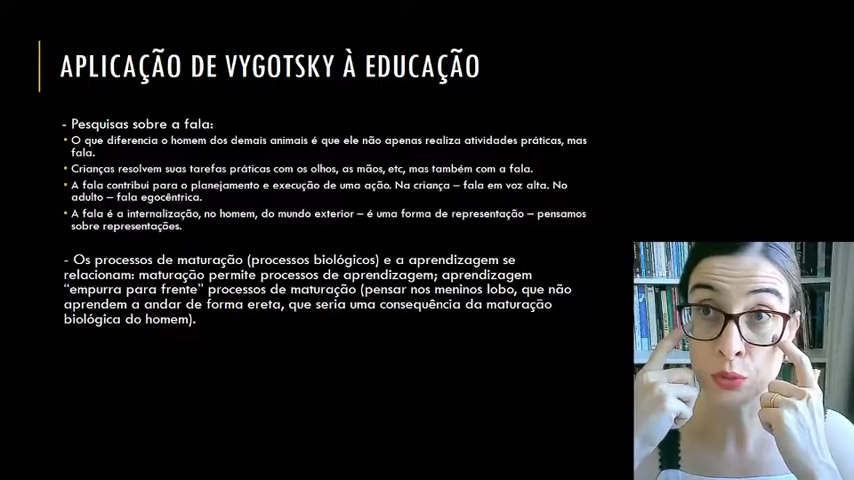 APLICAÇÃO DE VYGOTSKY À EDUCAÇÃO
- Pesquisas sobre a fala:
• O que diferencia o homem dos demais animais é que ele não apenas realiza atividades práticas, mas
fala.
• Crianças resolvem suas tarefas práticas com os olhos, as mãos, etc, mas também com a fala.
• A fala contribui para o planejamento e execução de uma ação. Na criança – fala em voz alta. No
adulto – fala egocêntrica.
• A fala é a internalização, no homem, do mundo exterior – é uma forma de representação – pensamos
sobre representações.
- Os processos de maturação (processos biológicos) e a aprendizagem se
relacionam: maturação permite processos de aprendizagem; aprendizagem
"empurra para frente" processos de maturação (pensar nos meninos lobo, que não
aprendem a andar de forma ereta, que seria uma consequência da maturação
biológica do homem).